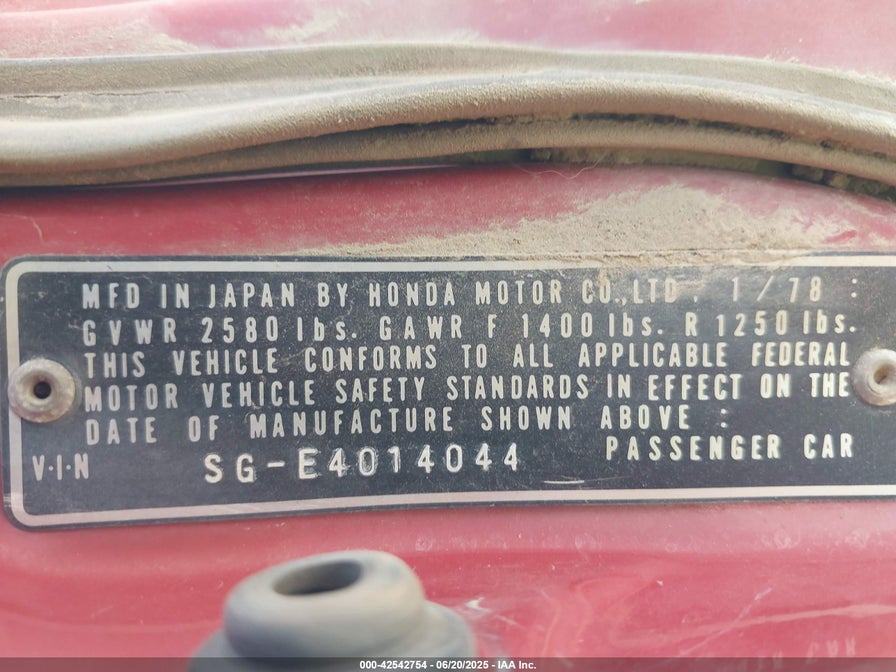 MFD IN JAPAN BY HONDA MOTOR CO.,LTD. 1/78 :
GVWR 2580 lbs. GAWR F 1400 lbs. R 1250 lbs.
THIS VEHICLE CONFORMS TO ALL APPLICABLE FEDERAL
MOTOR VEHICLE SAFETY STANDARDS IN EFFECT ON THE
DATE OF MANUFACTURE SHOWN ABOVE :
V·I·N SG-E4014044 PASSENGER CAR
000-42542754 - 06/20/2025 - IAA Inc.